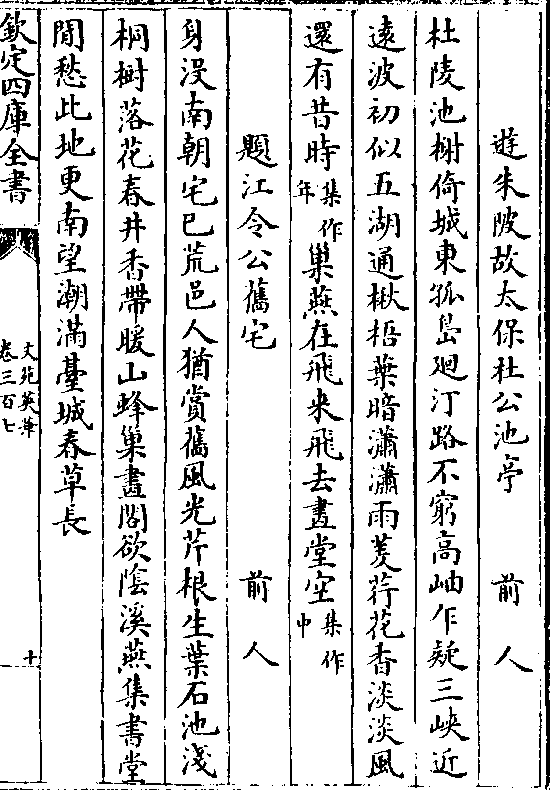 遊朱陂故太保杜公池亭　　前人
杜陵池榭倚城東孤島廻汀路不窮高岫乍疑三峽近
遠波初似五湖通楸梧葉暗瀟瀟雨菱荇花香淡淡風
還有昔時集作年巢燕在飛來飛去畫堂空集作中
題江令公舊宅　　前人
身没南朝宅已荒邑人猶賞舊風光芹根生葉石池淺
桐樹落花春井香帶暖山蜂巢畫閣欲陰溪燕集書堂
閒愁此地更南望潮滿臺城春草長
欽定四庫全書
文苑英華
卷三百七
十